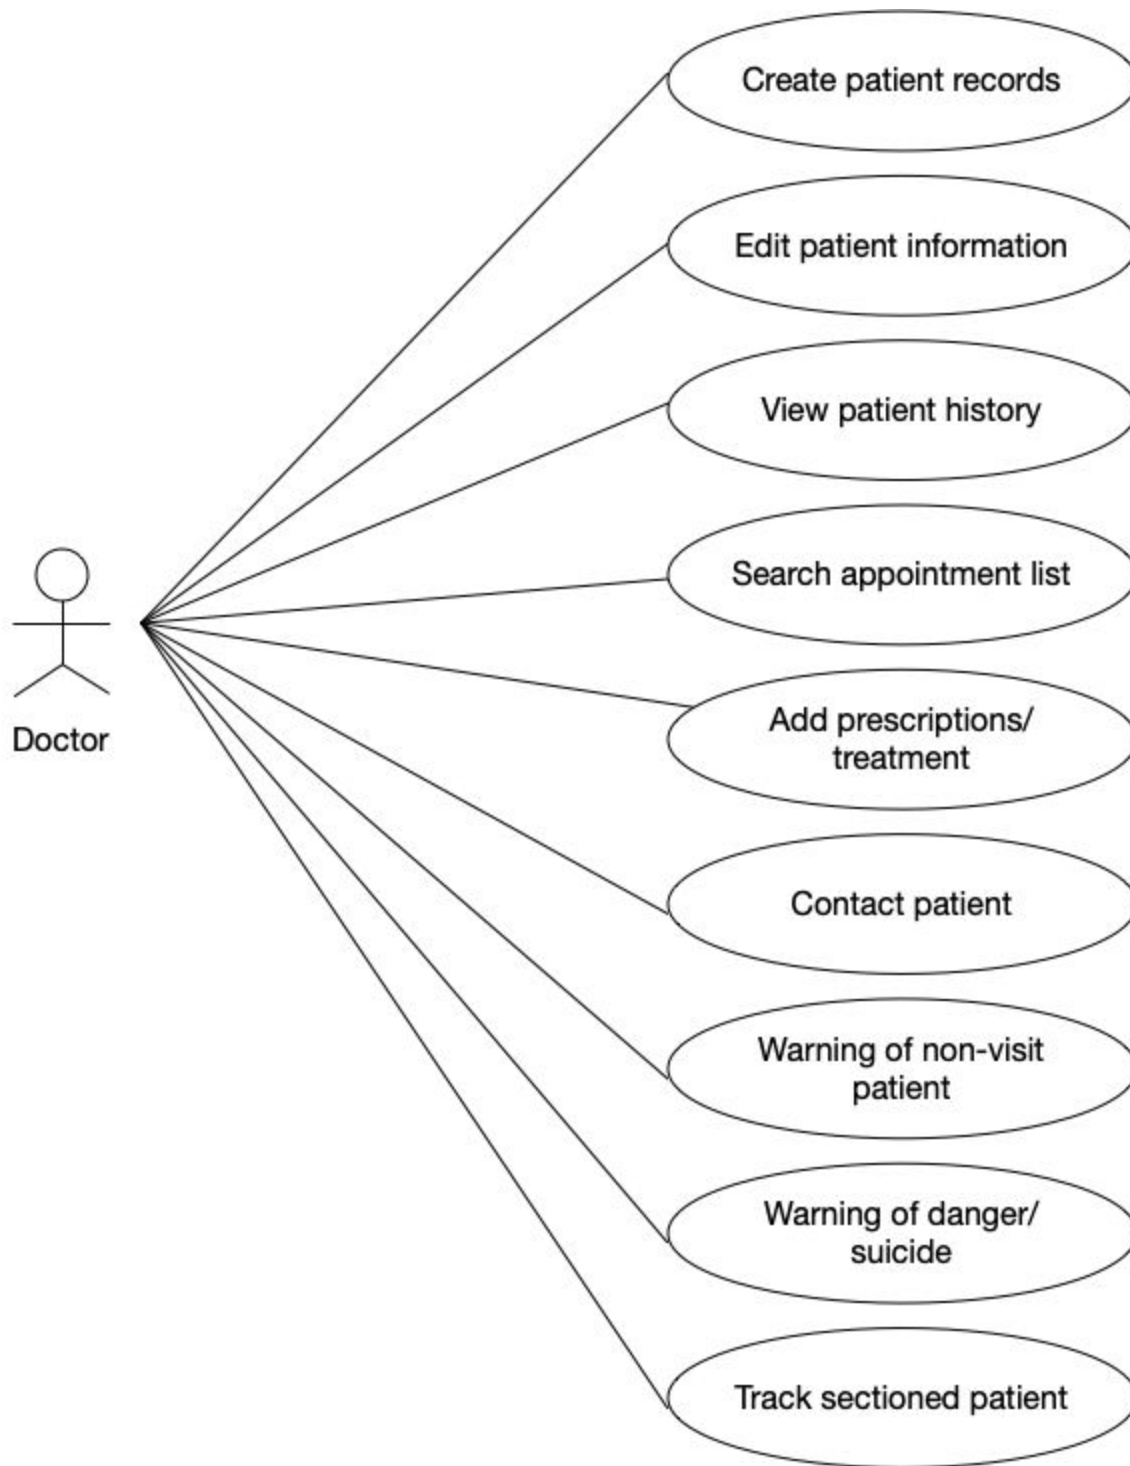 Create patient records
Edit patient information
View patient history
Search appointment list
Doctor
Add prescriptions/
treatment
Contact patient
Warning of non-visit
patient
Warning of danger/
suicide
Track sectioned patient